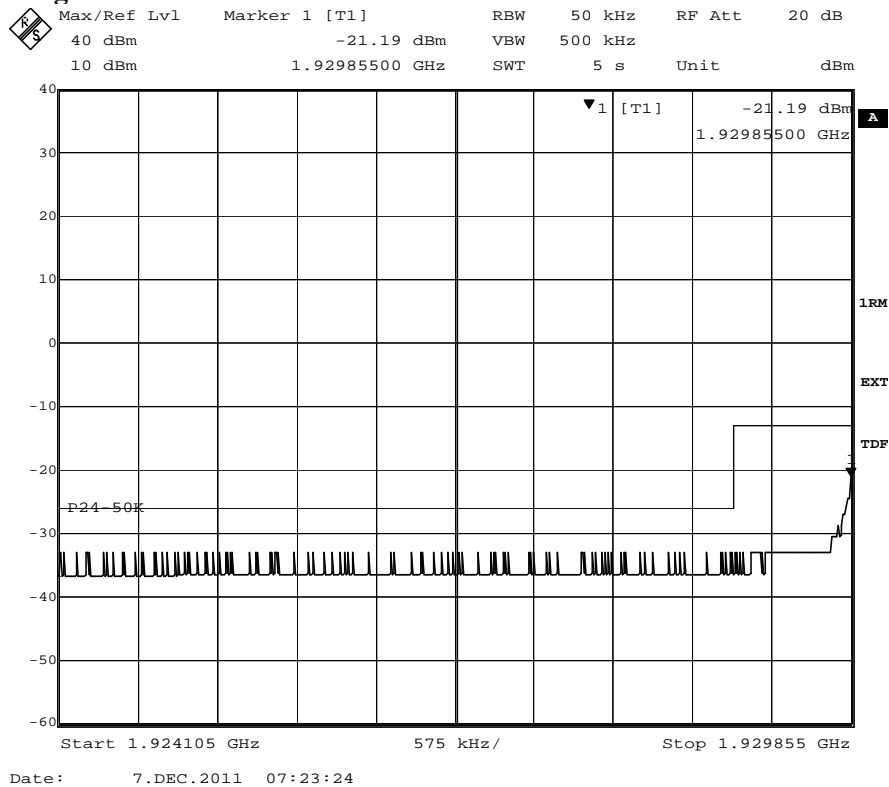 Max/Ref Lvl Marker 1 [T1] RBW 50 kHz RF Att 20 dB
40 dBm -21.19 dBm VBW 500 kHz
10 dBm 1.92985500 GHz SWT 5 s Unit dBm
R S
40
▼1 [T1] -21.19 dBm
A
1.92985500 GHz
30
20
10
1RM
0
EXT
-10
TDF
1
-20
P24-50K
-30
-40
-50
-60
Start 1.924105 GHz 575 kHz/ Stop 1.929855 GHz
Date: 7.DEC.2011 07:23:24